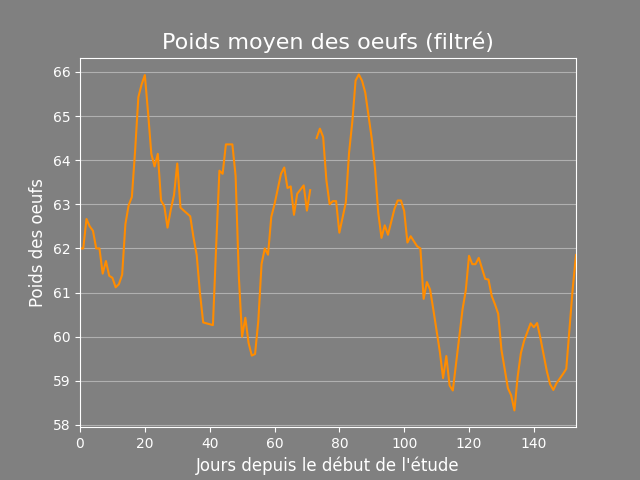 Poids moyen des oeufs (filtré)
66
65
64
63
62
61
60
59
58
Poids des oeufs
0 20 40 60 80 100 120 140
Jours depuis le début de l'étude